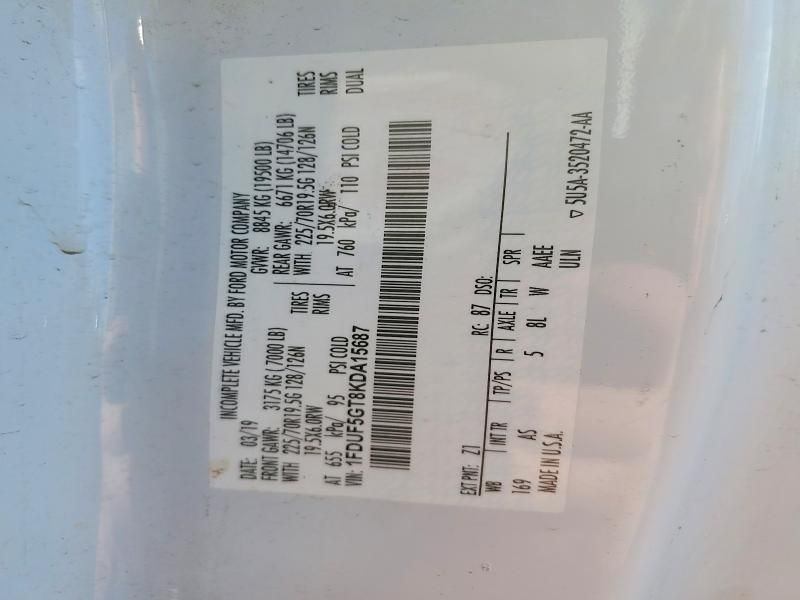 INCOMPLETE VEHICLE MFD. BY FORD MOTOR COMPANY
DATE: 03/19 GVWR: 8845 KG (19500 LB)
FRONT GAWR: 3175 KG (7000 LB) REAR GAWR: 6671 KG (14706 LB)
WITH 225/70R19.5G 128/126N TIRES WITH 225/70R19.5G 128/126N TIRES
19.5X6.0RW RIMS 19.5X6.0RW RIMS
AT 655 kPa/ 95 PSI COLD AT 760 kPa/ 110 PSI COLD DUAL
VIN: 1FDUF5GT8KDA15687
EXT PNT: Z1 RC: 87 DSO:
WB INT TR TP/PS R AXLE TR SPR
169 AS 5 8L W AAEE
MADE IN U.S.A. ULN
▽ 5U5A-3520472-AA